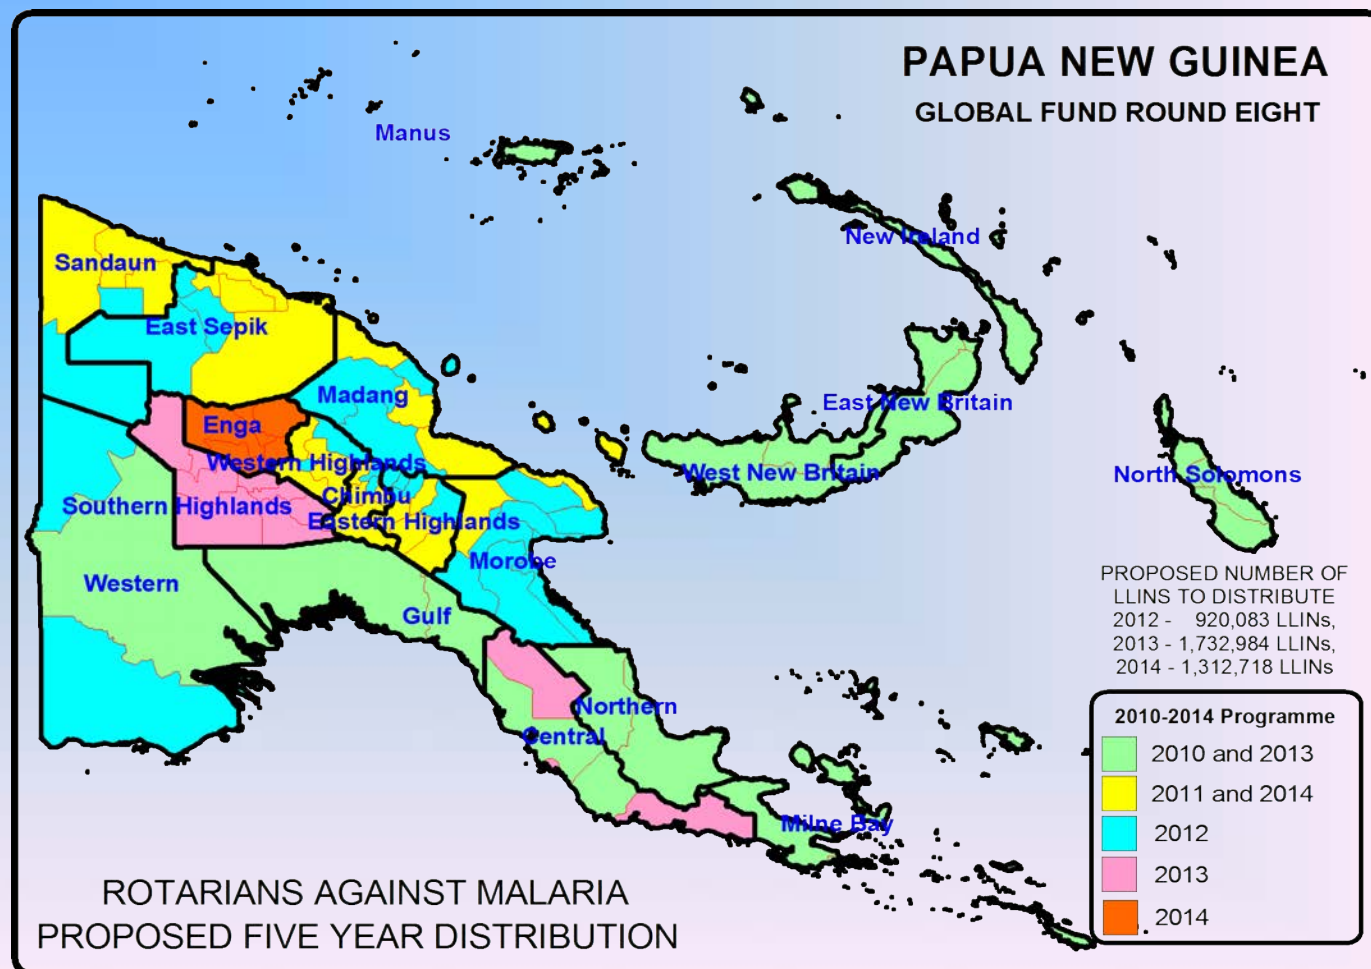 PAPUA NEW GUINEA
GLOBAL FUND ROUND EIGHT
Manus
New Ireland
Sandaun
East Sepik
Madang
East New Britain
Enga
Western Highlands
West New Britain
North Solomons
Chimbu
Southern Highlands
Eastern Highlands
Morobe
Western
Gulf
PROPOSED NUMBER OF
LLINS TO DISTRIBUTE
2012 - 920,083 LLINs,
2013 - 1,732,984 LLINs,
2014 - 1,312,718 LLINs
Northern
Central
Milne Bay
2010-2014 Programme
2010 and 2013
2011 and 2014
2012
2013
2014
ROTARIANS AGAINST MALARIA
PROPOSED FIVE YEAR DISTRIBUTION